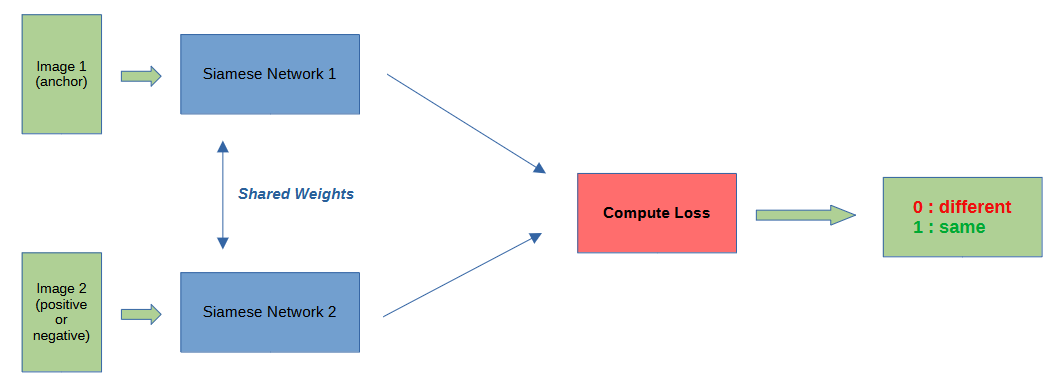 Image 1
(anchor)
Siamese Network 1
Shared Weights
Compute Loss
0 : different
1 : same
Image 2
(positive
or
negative)
Siamese Network 2